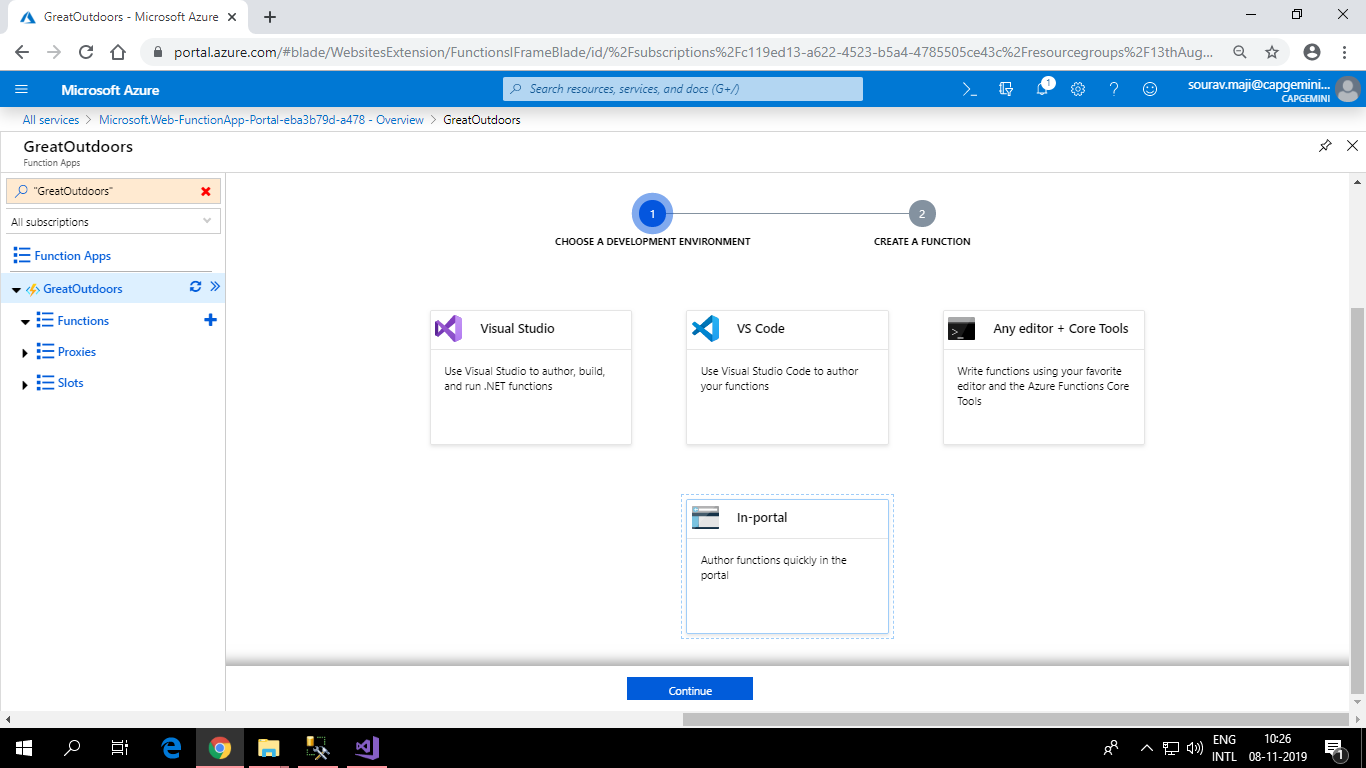 GreatOutdoors - Microsoft Azure
portal.azure.com/#blade/WebsitesExtension/FunctionsIFrameBlade/id/%2Fsubscriptions%2Fc119ed13-a622-4523-b5a4-4785505ce43c%2Fresourcegroups%2F13thAug...
Microsoft Azure
Search resources, services, and docs (G+/)
1
sourav.maji@capgemini...
CAPGEMINI
All services > Microsoft.Web-FunctionApp-Portal-eba3b79d-a478 - Overview > GreatOutdoors
GreatOutdoors
Function Apps
"GreatOutdoors"
All subscriptions
Function Apps
GreatOutdoors
Functions
Proxies
Slots
1
2
CHOOSE A DEVELOPMENT ENVIRONMENT
CREATE A FUNCTION
Visual Studio
Use Visual Studio to author, build,
and run .NET functions
VS Code
Use Visual Studio Code to author
your functions
Any editor + Core Tools
Write functions using your favorite
editor and the Azure Functions Core
Tools
In-portal
Author functions quickly in the
portal
Continue
ENG
INTL
10:26
08-11-2019
1